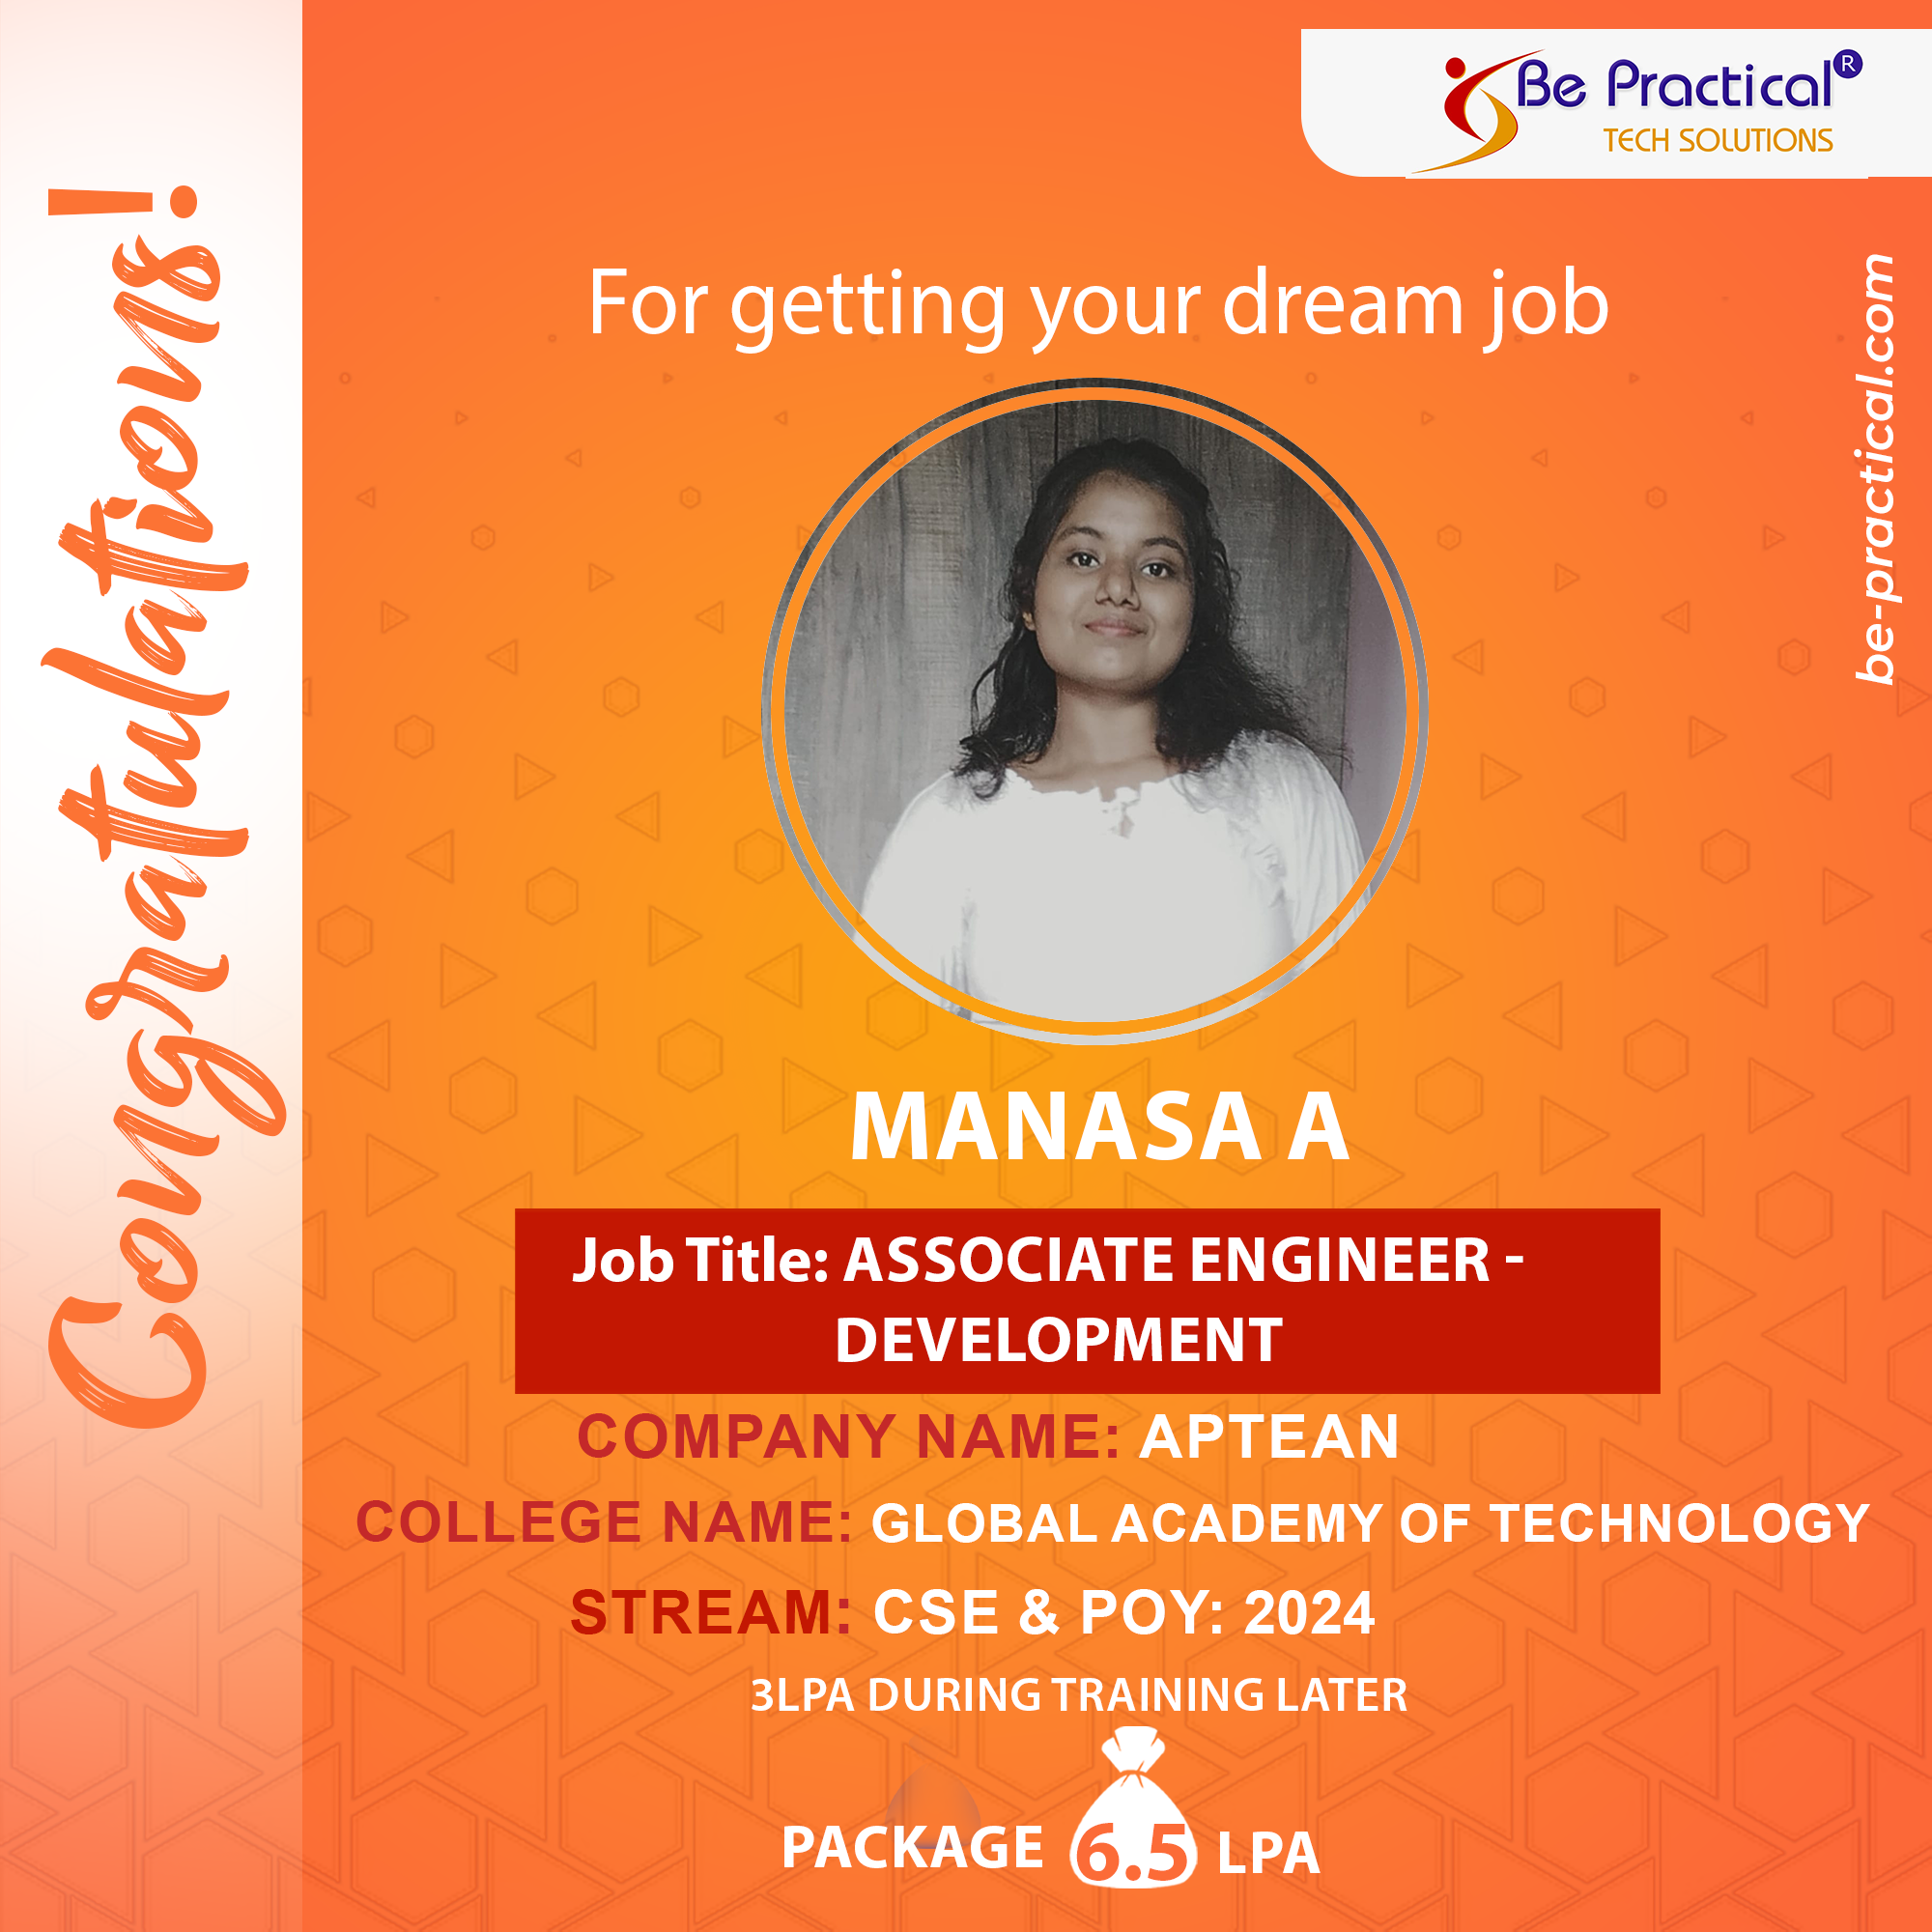 Be Practical®
TECH SOLUTIONS
Congratulations!
For getting your dream job
be-practical.com
MANASA A
Job Title: ASSOCIATE ENGINEER -
DEVELOPMENT
COMPANY NAME: APTEAN
COLLEGE NAME: GLOBAL ACADEMY OF TECHNOLOGY
STREAM: CSE & POY: 2024
3LPA DURING TRAINING LATER
PACKAGE 6.5 LPA